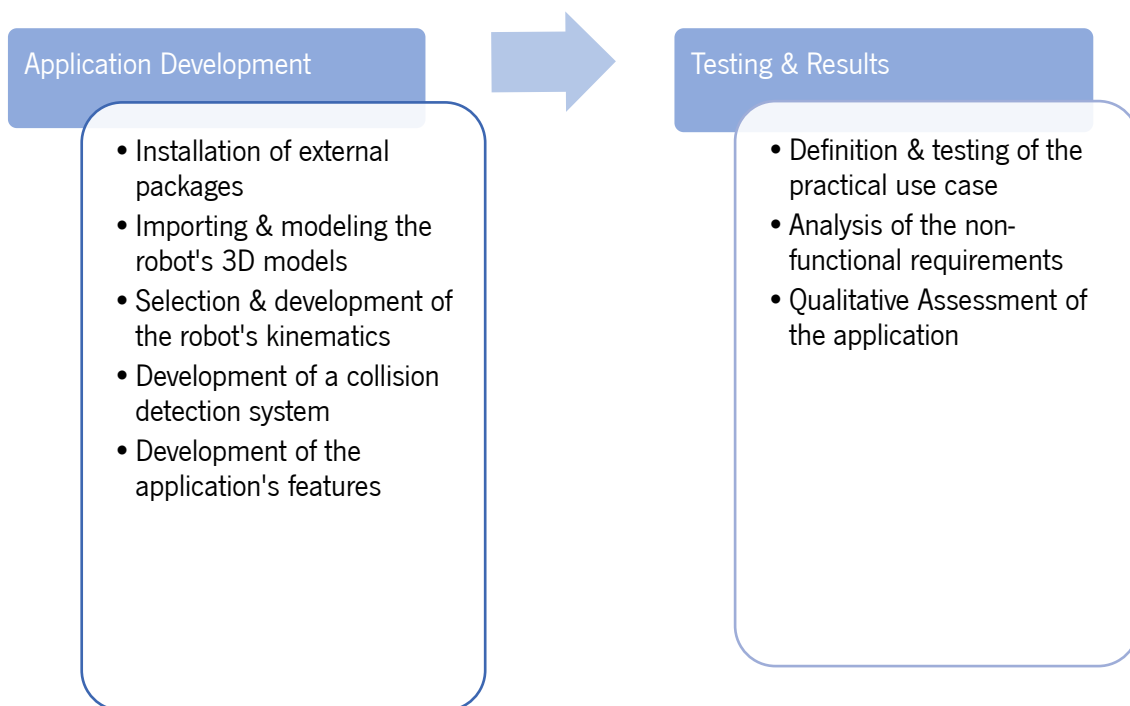 Application Development
• Installation of external
packages
• Importing & modeling the
robot's 3D models
• Selection & development of
the robot's kinematics
• Development of a collision
detection system
• Development of the
application's features
Testing & Results
• Definition & testing of the
practical use case
• Analysis of the non-
functional requirements
• Qualitative Assessment of
the application